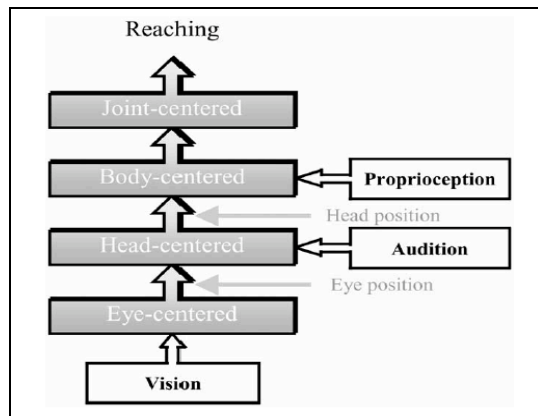 Reaching
Joint-centered
Body-centered
Proprioception
Head position
Head-centered
Audition
Eye position
Eye-centered
Vision